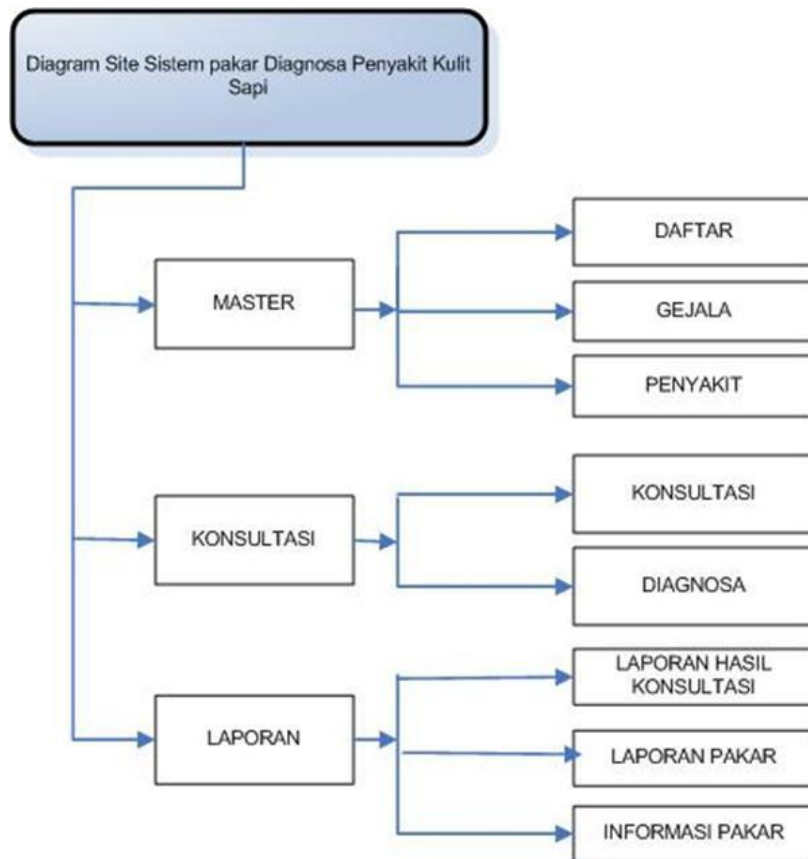 Diagram Site Sistem pakar Diagnosa Penyakit Kulit
Sapi
MASTER
DAFTAR
GEJALA
PENYAKIT
KONSULTASI
KONSULTASI
DIAGNOSA
LAPORAN
LAPORAN HASIL
KONSULTASI
LAPORAN PAKAR
INFORMASI PAKAR